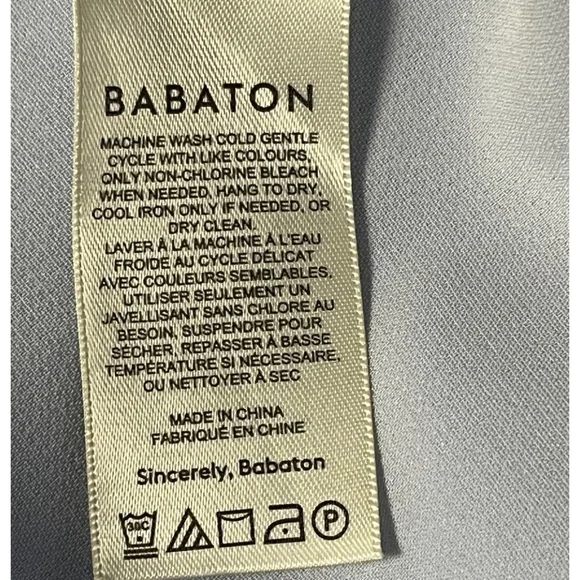 BABATON
MACHINE WASH COLD GENTLE
CYCLE WITH LIKE COLOURS,
ONLY NON-CHLORINE BLEACH
WHEN NEEDED, HANG TO DRY,
COOL IRON ONLY IF NEEDED, OR
DRY CLEAN.
LAVER À LA MACHINE À L'EAU
FROIDE AU CYCLE DÉLICAT
AVEC COULEURS SEMBLABLES,
UTILISER SEULEMENT UN
JAVELLISANT SANS CHLORE AU
BESOIN, SUSPENDRE POUR
SÉCHER, REPASSER À BASSE
TEMPÉRATURE SI NÉCESSAIRE,
OU NETTOYER À SEC
MADE IN CHINA
FABRIQUÉ EN CHINE
Sincerely, Babaton
30C P